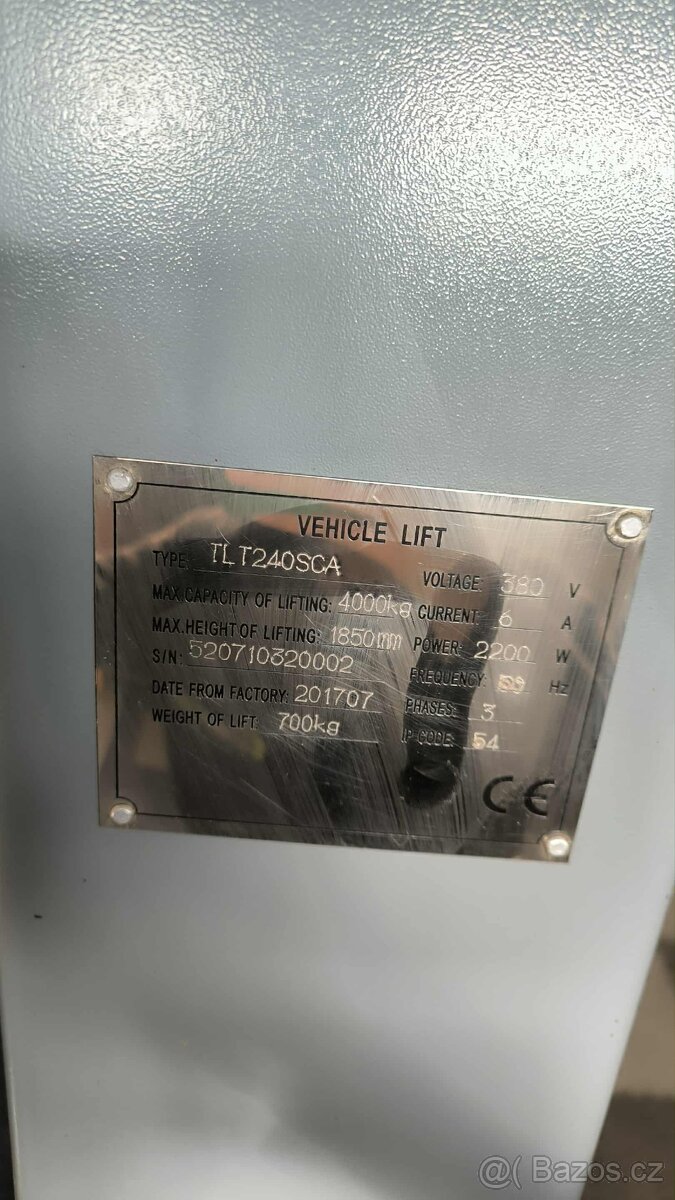 VEHICLE LIFT
TYPE: TLT240SCA
MAX.CAPACITY OF LIFTING: 4000kg
MAX.HEIGHT OF LIFTING: 1850mm
S/N: 520710320002
DATE FROM FACTORY: 201707
WEIGHT OF LIFT: 700kg
VOLTAGE: 380 V
CURRENT: 6 A
POWER: 2200 W
FREQUENCY: Hz
PHASES: 3
IP CODE: 54
CE
Bazos.cz